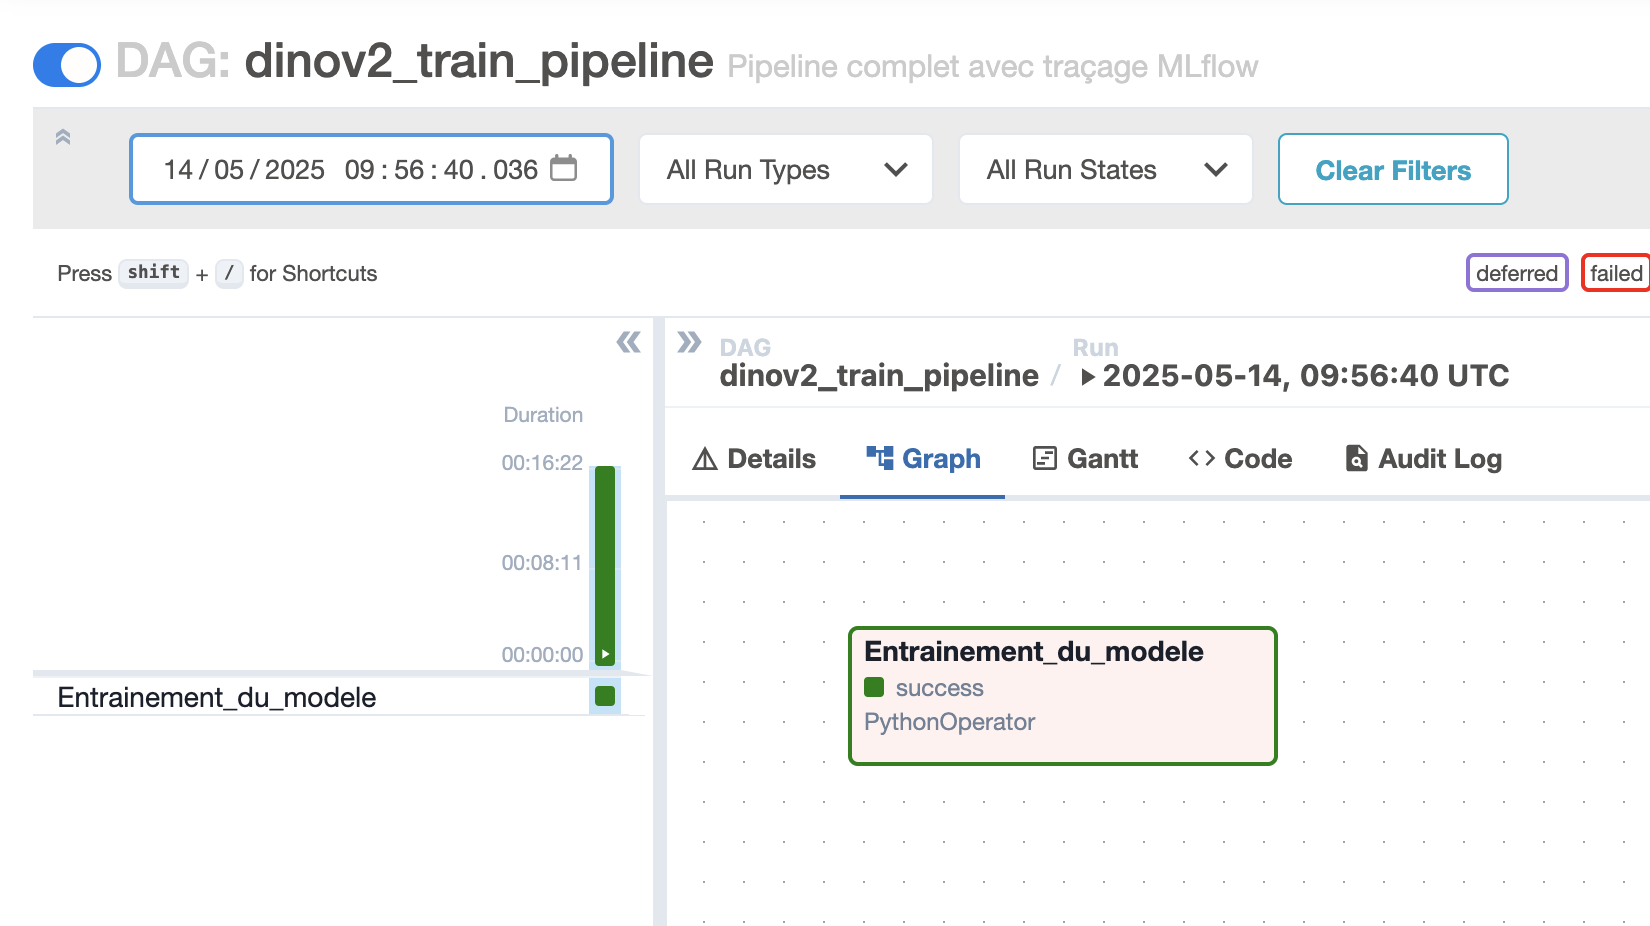 DAG: dinov2_train_pipeline Pipeline complet avec traçage MLflow
14/05/2025 09:56:40.036 All Run Types All Run States Clear Filters
Press shift + / for Shortcuts deferred failed
DAG Run
dinov2_train_pipeline / 2025-05-14, 09:56:40 UTC
Details Graph Gantt Code Audit Log
Duration
00:16:22
00:08:11
00:00:00
Entrainement_du_modele
Entrainement_du_modele
success
PythonOperator